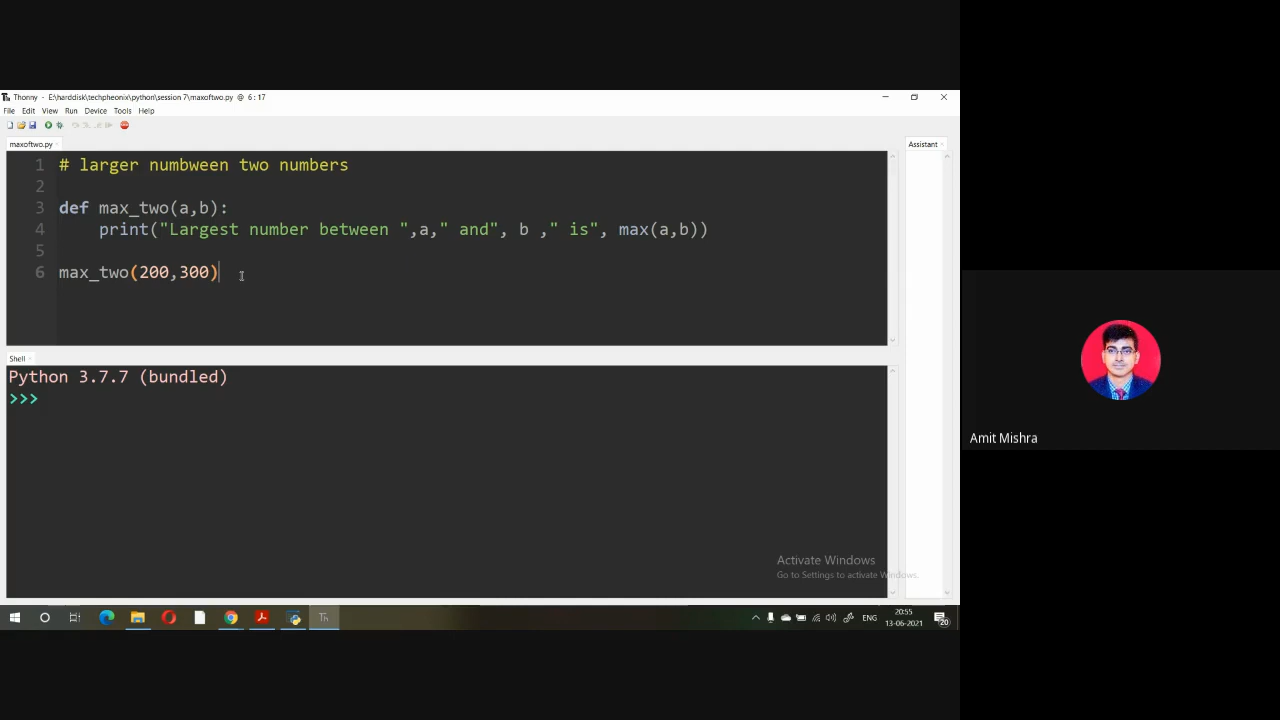 Thonny - E:\harddisk\techpheonix\python\session 7\maxoftwo.py @ 6 : 17
File Edit View Run Device Tools Help
maxoftwo.py
Assistant
1 # larger numbween two numbers
2
3 def max_two(a,b):
4 print("Largest number between ",a," and", b ," is", max(a,b))
5
6 max_two(200,300)
Shell
Python 3.7.7 (bundled)
>>>
Amit Mishra
Activate Windows
Go to Settings to activate Windows.
ENG
20:55
13-06-2021
20